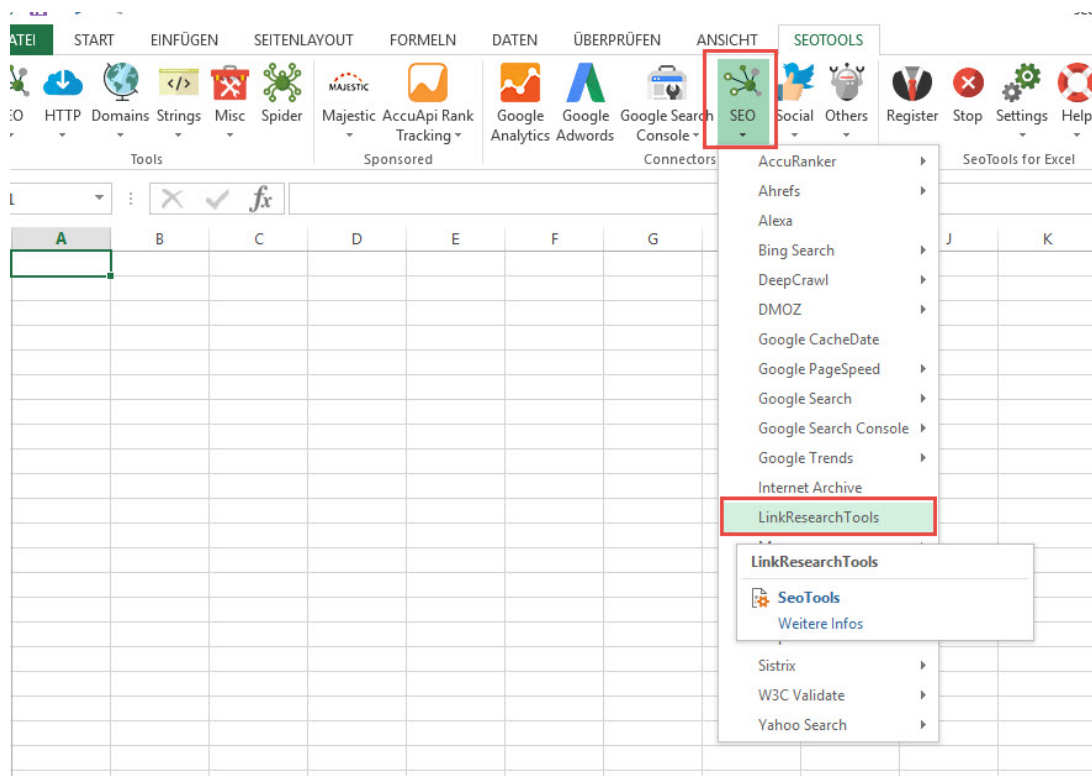 START EINFÜGEN SEITENLAYOUT FORMELN DATEN ÜBERPRÜFEN ANSICHT SEOTOOLS
HTTP Domains Strings Misc Spider Majestic AccuApi Rank Tracking Google Analytics Google Adwords Google Search Console SEO Social Others Register Stop Settings Help
MAJESTIC
</>
Tools Sponsored Connectors SeoTools for Excel
fx
A B C D E F G J K
AccuRanker
Ahrefs
Alexa
Bing Search
DeepCrawl
DMOZ
Google CacheDate
Google PageSpeed
Google Search
Google Search Console
Google Trends
Internet Archive
LinkResearchTools
LinkResearchTools
SeoTools
Weitere Infos
Sistrix
W3C Validate
Yahoo Search